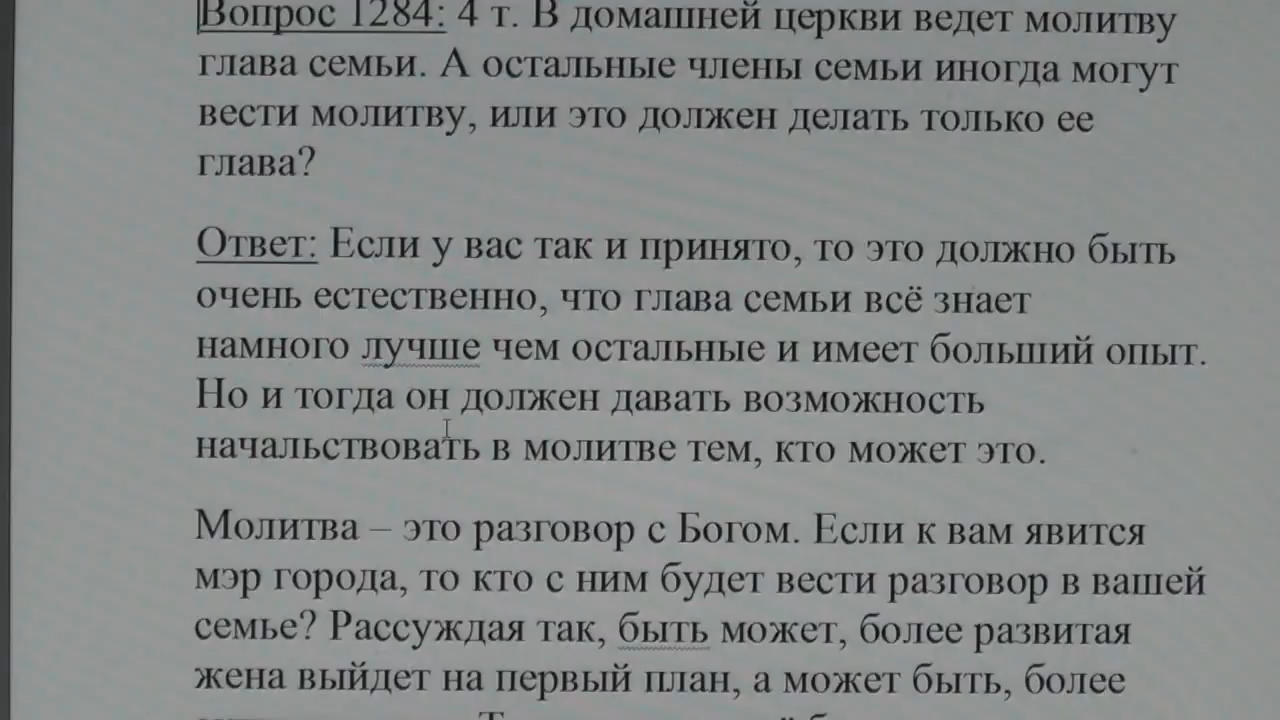 Вопрос 1284: 4 т. В домашней церкви ведет молитву
глава семьи. А остальные члены семьи иногда могут
вести молитву, или это должен делать только ее
глава?
Ответ: Если у вас так и принято, то это должно быть
очень естественно, что глава семьи всё знает
намного лучше чем остальные и имеет больший опыт.
Но и тогда он должен давать возможность
начальствовать в молитве тем, кто может это.
Молитва – это разговор с Богом. Если к вам явится
мэр города, то кто с ним будет вести разговор в вашей
семье? Рассуждая так, быть может, более развитая
жена выйдет на первый план, а может быть, более